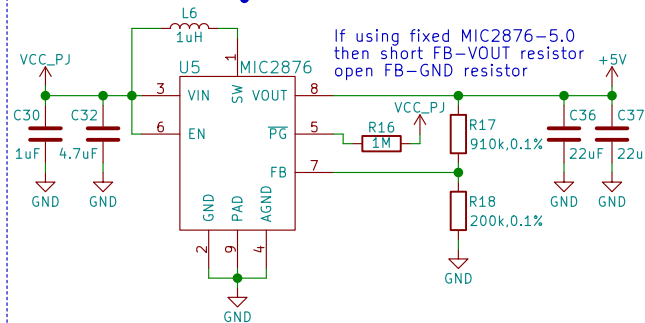 L6
1uH
If using fixed MIC2876-5.0
then short FB-VOUT resistor
open FB-GND resistor
VCC_PJ
U5
MIC2876
+5V
1
SW
3
VIN
VOUT
8
VCC_PJ
C30
1uF
C32
4.7uF
6
EN
PG
5
R16
1M
R17
910k,0.1%
C36
22uF
C37
22u
FB
7
R18
200k,0.1%
GND
GND
GND
GND
GND
PAD
AGND
2
9
4
GND
GND